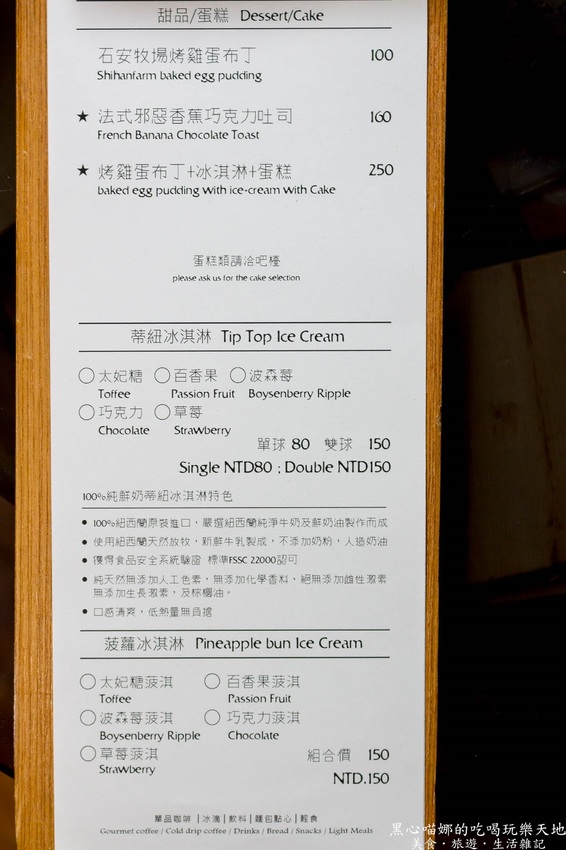 甜品/蛋糕 Dessert/Cake
石安牧場烤雞蛋布丁 100
Shihanfarm baked egg pudding
★ 法式邪惡香蕉巧克力吐司 160
French Banana Chocolate Toast
★ 烤雞蛋布丁+冰淇淋+蛋糕 250
baked egg pudding with ice-cream with Cake
蛋糕類請洽吧檯
please ask us for the cake selection
蒂紐冰淇淋 Tip Top Ice Cream
○太妃糖 ○百香果 ○波森莓
Toffee Passion Fruit Boysenberry Ripple
○巧克力 ○草莓
Chocolate Strawberry
單球 80 雙球 150
Single NTD80 ; Double NTD150
100%純鮮奶蒂紐冰淇淋特色
● 100%紐西蘭原裝進口，嚴選紐西蘭純淨牛奶及鮮奶油製作而成
● 使用紐西蘭天然放牧，新鮮牛乳製成，不添加奶粉，人造奶油
● 獲得食品安全系統驗證 標準FSSC 22000認可
● 純天然無添加人工色素，無添加化學香料、絕無添加雌性激素
無添加生長激素，及棕櫚油。
● 口感清爽，低熱量無負擔
菠蘿冰淇淋 Pineapple bun Ice Cream
○太妃糖菠淇 ○ 百香果菠淇
Toffee Passion Fruit
○波森莓菠淇 ○ 巧克力菠淇
Boysenberry Ripple Chocolate
○草莓菠淇 組合價 150
Strawberry
NTD.150
單品咖啡 |冰滴|飲料|麵包點心|輕食
Gourmet coffee / Cold drip coffee / Drinks / Bread / Snacks / Light Meals
黑心喵娜的吃喝玩樂天地
美食・旅遊・生活雜記